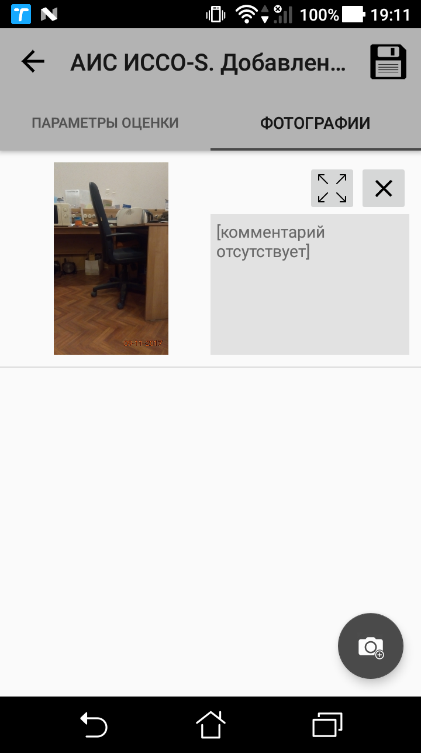 100% 19:11
АИС ИССО-S. Добавлен...
ПАРАМЕТРЫ ОЦЕНКИ ФОТОГРАФИИ
[комментарий
отсутствует]